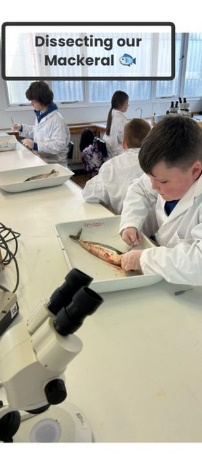 Dissecting our
Mackeral 🐟